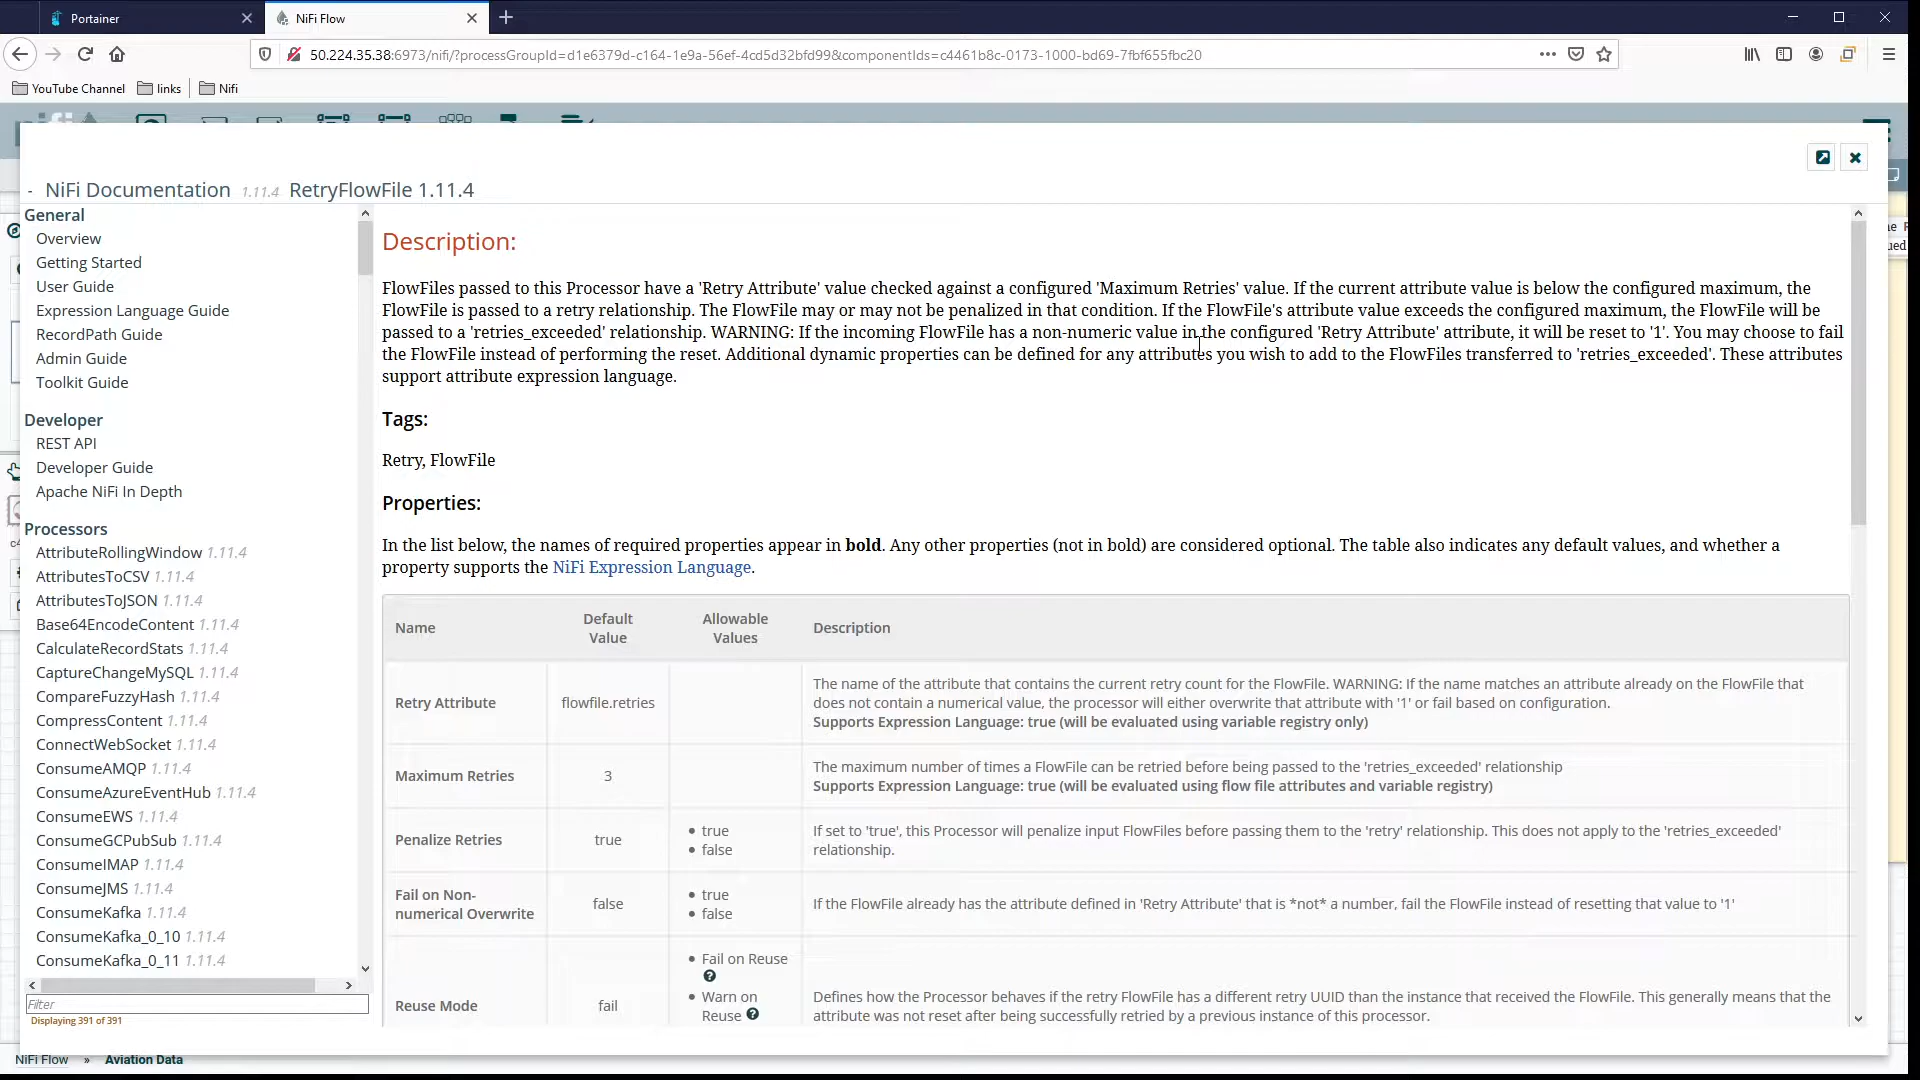 Portainer
NiFi Flow
50.224.35.38:6973/nifi/?processGroupId=d1e6379d-c164-1e9a-56ef-4cd5d32bfd99&componentIds=c4461b8c-0173-1000-bd69-7fbf655fbc20
YouTube Channel links Nifi
NiFi Documentation 1.11.4 RetryFlowFile 1.11.4
General
Overview
Getting Started
User Guide
Expression Language Guide
RecordPath Guide
Admin Guide
Toolkit Guide
Developer
REST API
Developer Guide
Apache NiFi In Depth
Processors
AttributeRollingWindow 1.11.4
AttributesToCSV 1.11.4
AttributesToJSON 1.11.4
Base64EncodeContent 1.11.4
CalculateRecordStats 1.11.4
CaptureChangeMySQL 1.11.4
CompareFuzzyHash 1.11.4
CompressContent 1.11.4
ConnectWebSocket 1.11.4
ConsumeAMQP 1.11.4
ConsumeAzureEventHub 1.11.4
ConsumeEWS 1.11.4
ConsumeGCPubSub 1.11.4
ConsumeIMAP 1.11.4
ConsumeJMS 1.11.4
ConsumeKafka 1.11.4
ConsumeKafka_0_10 1.11.4
ConsumeKafka_0_11 1.11.4
Filter
Displaying 391 of 391
Description:
FlowFiles passed to this Processor have a 'Retry Attribute' value checked against a configured 'Maximum Retries' value. If the current attribute value is below the configured maximum, the
FlowFile is passed to a retry relationship. The FlowFile may or may not be penalized in that condition. If the FlowFile's attribute value exceeds the configured maximum, the FlowFile will be
passed to a 'retries_exceeded' relationship. WARNING: If the incoming FlowFile has a non-numeric value in the configured 'Retry Attribute' attribute, it will be reset to '1'. You may choose to fail
the FlowFile instead of performing the reset. Additional dynamic properties can be defined for any attributes you wish to add to the FlowFiles transferred to 'retries_exceeded'. These attributes
support attribute expression language.
Tags:
Retry, FlowFile
Properties:
In the list below, the names of required properties appear in bold. Any other properties (not in bold) are considered optional. The table also indicates any default values, and whether a
property supports the NiFi Expression Language.
Name Default Value Allowable Values Description
Retry Attribute flowfile.retries The name of the attribute that contains the current retry count for the FlowFile. WARNING: If the name matches an attribute already on the FlowFile that
does not contain a numerical value, the processor will either overwrite that attribute with '1' or fail based on configuration.
Supports Expression Language: true (will be evaluated using variable registry only)
Maximum Retries 3 The maximum number of times a FlowFile can be retried before being passed to the 'retries_exceeded' relationship
Supports Expression Language: true (will be evaluated using flow file attributes and variable registry)
Penalize Retries true
true
false
If set to 'true', this Processor will penalize input FlowFiles before passing them to the 'retry' relationship. This does not apply to the 'retries_exceeded'
relationship.
Fail on Non-
numerical Overwrite
false
true
false
If the FlowFile already has the attribute defined in 'Retry Attribute' that is *not* a number, fail the FlowFile instead of resetting that value to '1'
Reuse Mode fail
Fail on Reuse
Warn on
Reuse
Defines how the Processor behaves if the retry FlowFile has a different retry UUID than the instance that received the FlowFile. This generally means that the
attribute was not reset after being successfully retried by a previous instance of this processor.
NiFi Flow » Aviation Data